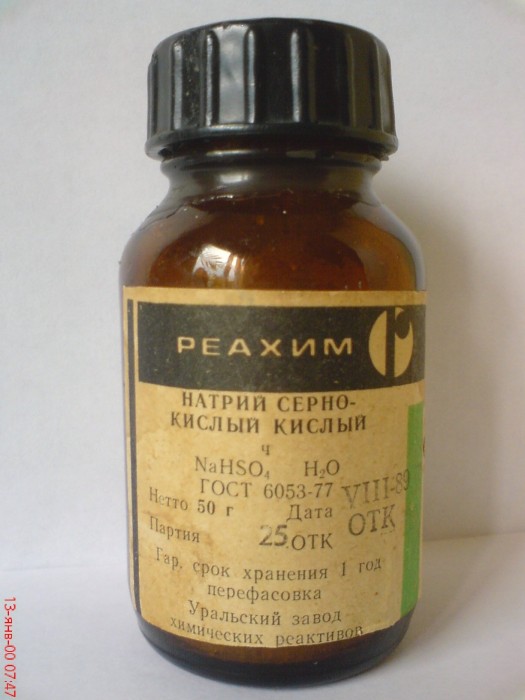 РЕАХИМ
НАТРИЙ СЕРНО-
КИСЛЫЙ КИСЛЫЙ
ч
NaHSO₄ H₂O
ГОСТ 6053-77
Нетто 50 г Дата VIII-89
Партия 25 ОТК ОТК
Гар. срок хранения 1 год
перефасовка
Уральский завод
химических реактивов
13-янв-00 07:47